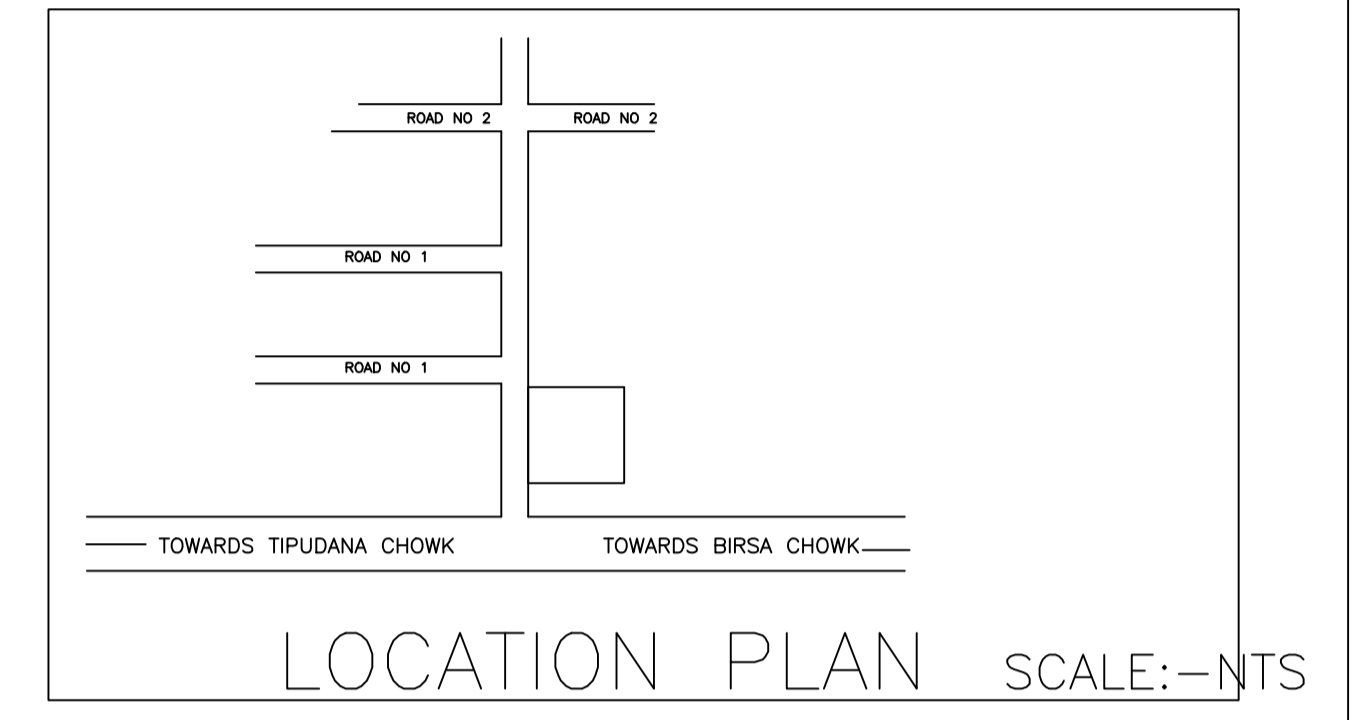 ROAD NO 2 ROAD NO 2
ROAD NO 1
ROAD NO 1
TOWARDS TIPUDANA CHOWK TOWARDS BIRSA CHOWK
LOCATION PLAN SCALE:-NTS